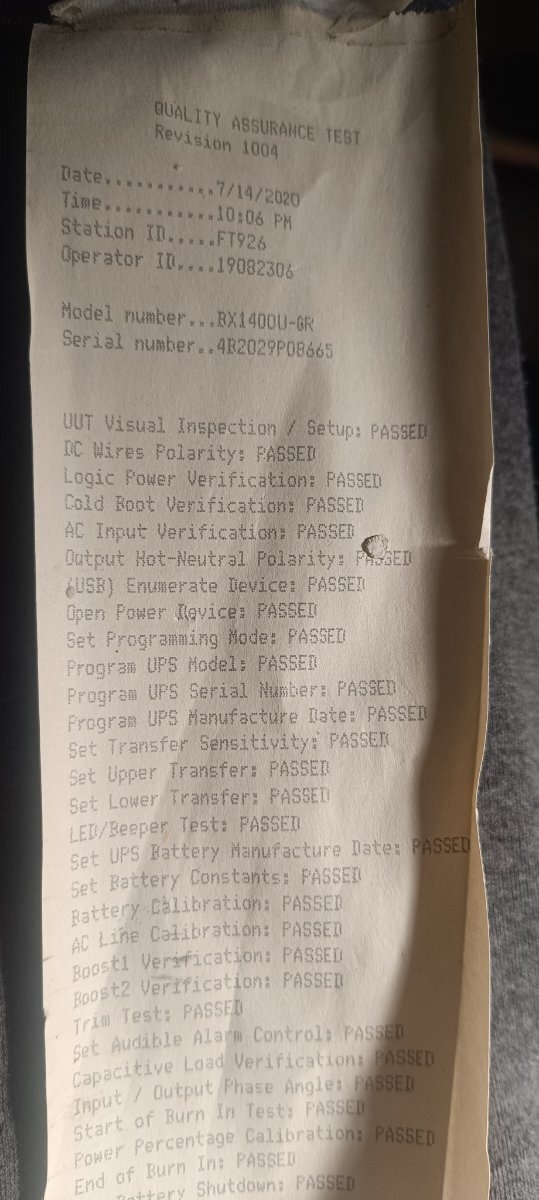 QUALITY ASSURANCE TEST
Revision 1004
Date...........7/14/2020
Time...........10:06 PM
Station ID.....FT926
Operator ID....19082306
Model number...BX1400U-GR
Serial number..4B2029P08665
UUT Visual Inspection / Setup: PASSED
DC Wires Polarity: PASSED
Logic Power Verification: PASSED
Cold Boot Verification: PASSED
AC Input Verification: PASSED
Output Hot-Neutral Polarity: PASSED
(USB) Enumerate Device: PASSED
Open Power Device: PASSED
Set Programming Mode: PASSED
Program UPS Model: PASSED
Program UPS Serial Number: PASSED
Program UPS Manufacture Date: PASSED
Set Transfer Sensitivity: PASSED
Set Upper Transfer: PASSED
Set Lower Transfer: PASSED
LED/Beeper Test: PASSED
Set UPS Battery Manufacture Date: PASSED
Set Battery Constants: PASSED
Battery Calibration: PASSED
AC Line Calibration: PASSED
Boost1 Verification: PASSED
Boost2 Verification: PASSED
Trim Test: PASSED
Set Audible Alarm Control: PASSED
Capacitive Load Verification: PASSED
Input / Output Phase Angle: PASSED
Start of Burn In Test: PASSED
Power Percentage Calibration: PASSED
End of Burn In: PASSED
Battery Shutdown: PASSED